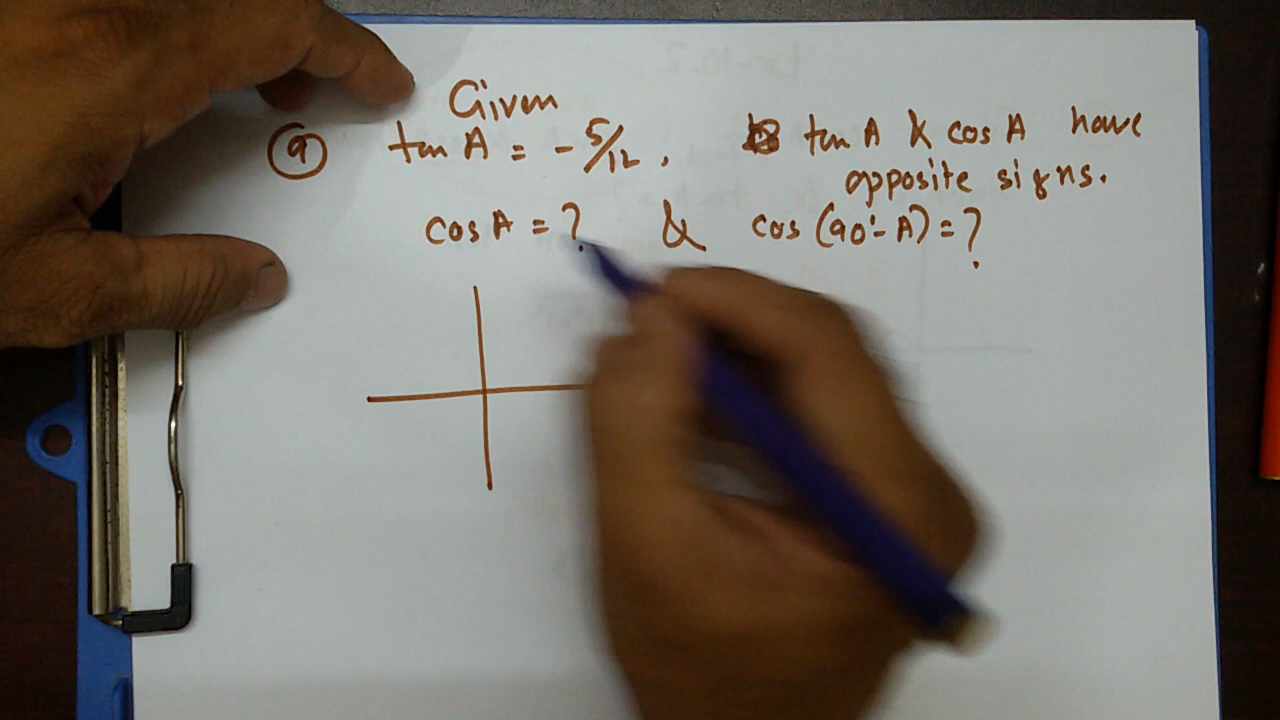 Given
(9) tan A = - 5/12 , tan A & cos A have
opposite signs.
cos A = ? & cos (90° - A) = ?